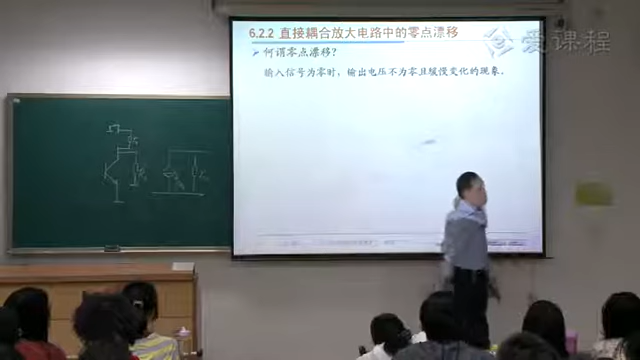 6.2.2 直接耦合放大电路中的零点漂移
何谓零点漂移?
输入信号为零时，输出电压不为零且缓慢变化的现象。
爱课程